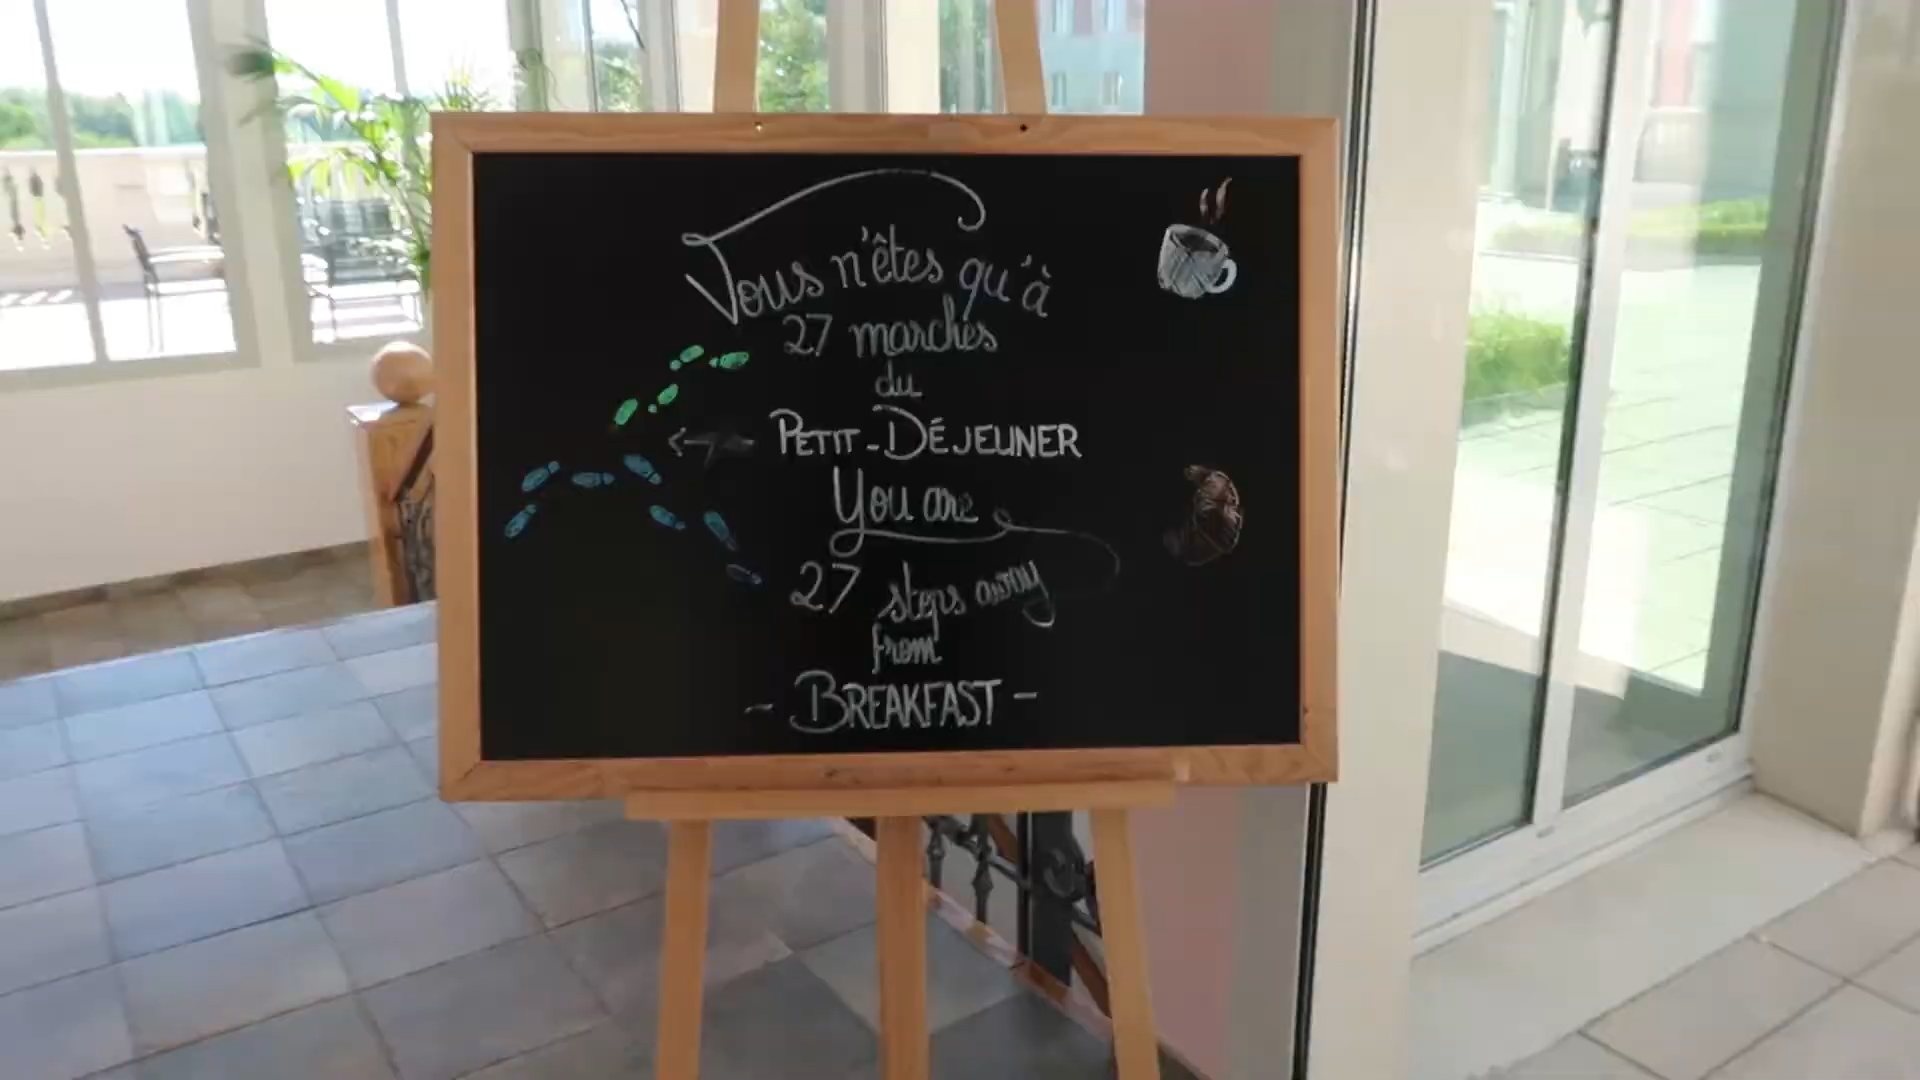 Vous n'êtes qu'à
27 marches
du
PETIT-DÉJEUNER
You are
27 steps away
from
- BREAKFAST -